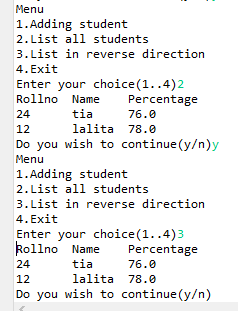 Menu
1.Adding student
2.List all students
3.List in reverse direction
4.Exit
Enter your choice(1..4)2
Rollno  Name    Percentage
24      tia     76.0
12      lalita  78.0
Do you wish to continue(y/n)y
Menu
1.Adding student
2.List all students
3.List in reverse direction
4.Exit
Enter your choice(1..4)3
Rollno  Name    Percentage
24      tia     76.0
12      lalita  78.0
Do you wish to continue(y/n)